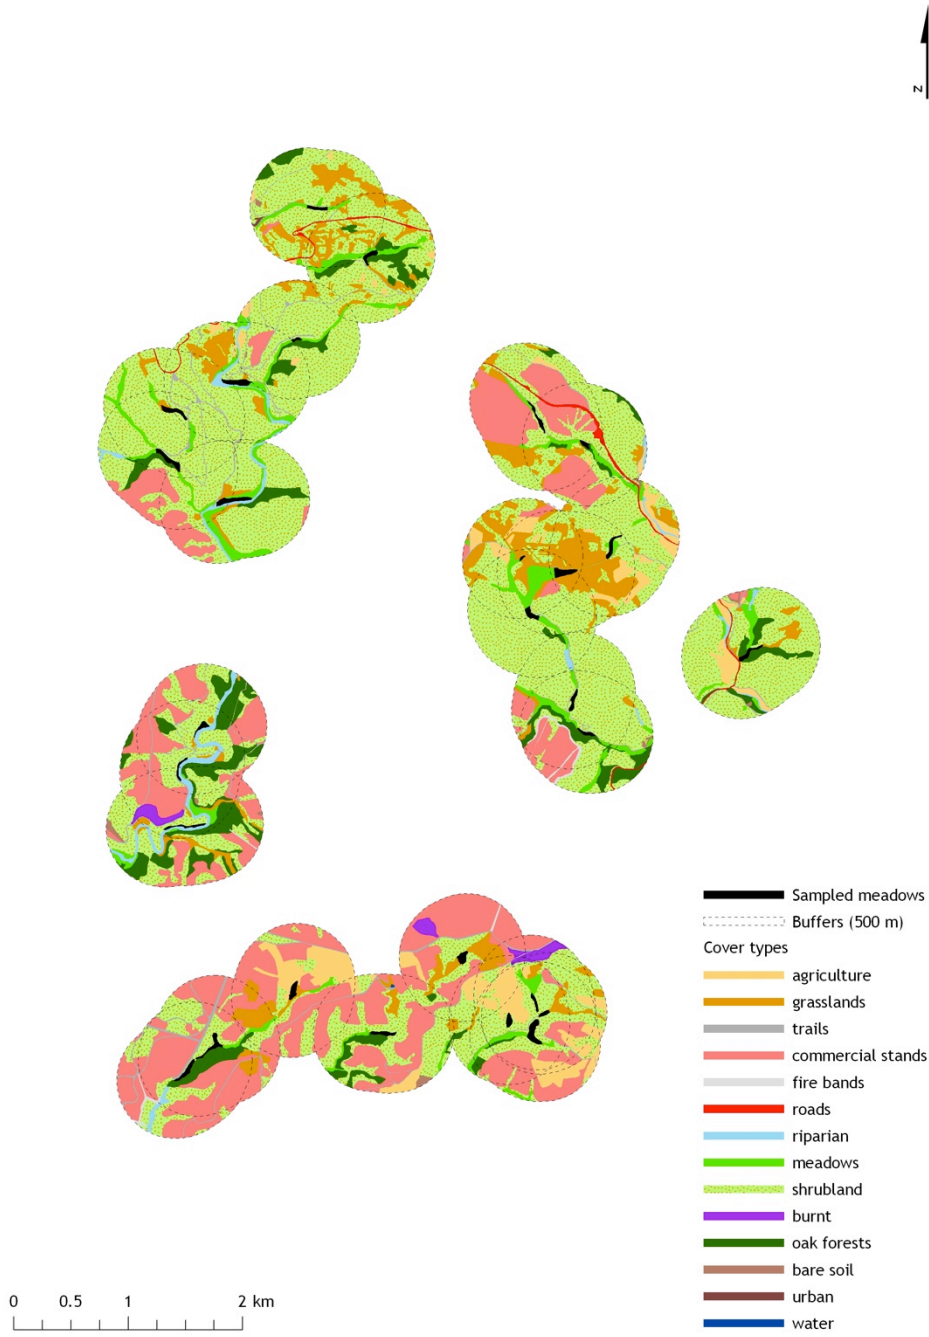 z
Sampled meadows
Buffers (500 m)
Cover types
agriculture
grasslands
trails
commercial stands
fire bands
roads
riparian
meadows
shrubland
burnt
oak forests
bare soil
urban
water
0 0.5 1 2 km